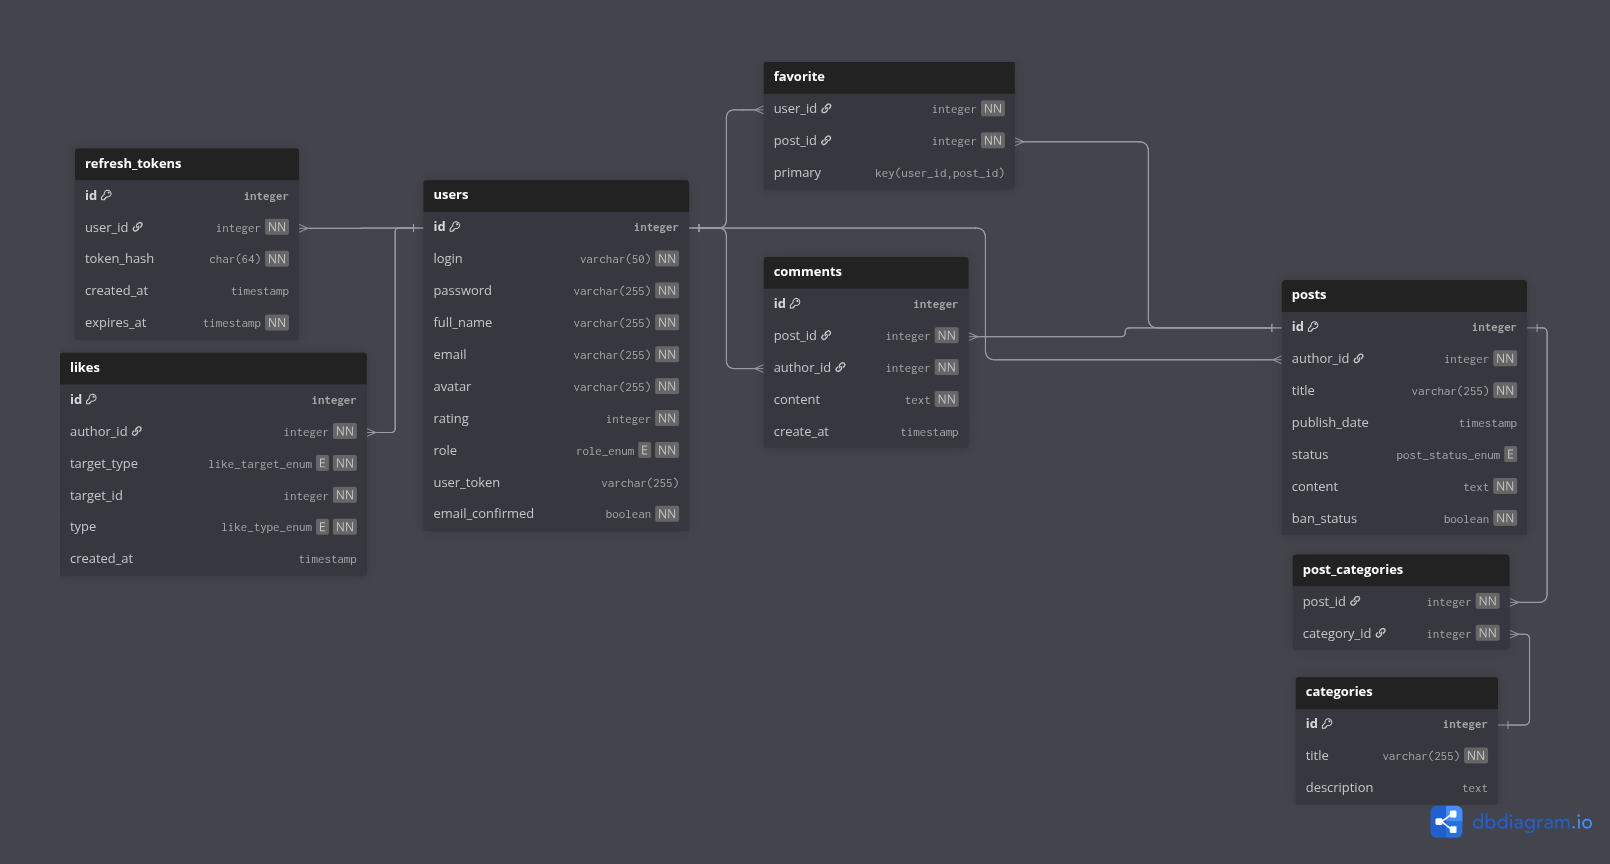 refresh_tokens
id integer
user_id integer NN
token_hash char(64) NN
created_at timestamp
expires_at timestamp NN
likes
id integer
author_id integer NN
target_type like_target_enum E NN
target_id integer NN
type like_type_enum E NN
created_at timestamp
users
id integer
login varchar(50) NN
password varchar(255) NN
full_name varchar(255) NN
email varchar(255) NN
avatar varchar(255) NN
rating integer NN
role role_enum E NN
user_token varchar(255)
email_confirmed boolean NN
favorite
user_id integer NN
post_id integer NN
primary key(user_id,post_id)
comments
id integer
post_id integer NN
author_id integer NN
content text NN
create_at timestamp
posts
id integer
author_id integer NN
title varchar(255) NN
publish_date timestamp
status post_status_enum E
content text NN
ban_status boolean NN
post_categories
post_id integer NN
category_id integer NN
categories
id integer
title varchar(255) NN
description text
dbdiagram.io